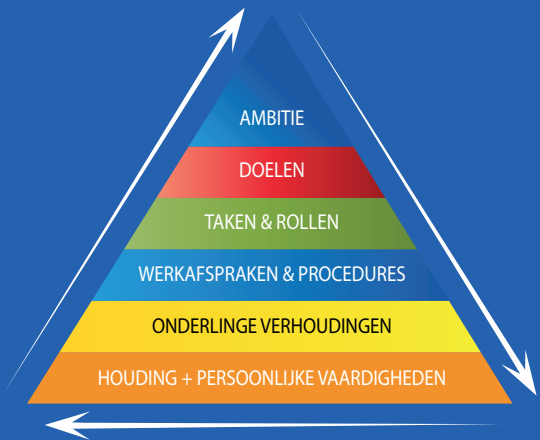 AMBITIE
DOELEN
TAKEN & ROLLEN
WERKAFSPRAKEN & PROCEDURES
ONDERLINGE VERHOUDINGEN
HOUDING + PERSOONLIJKE VAARDIGHEDEN